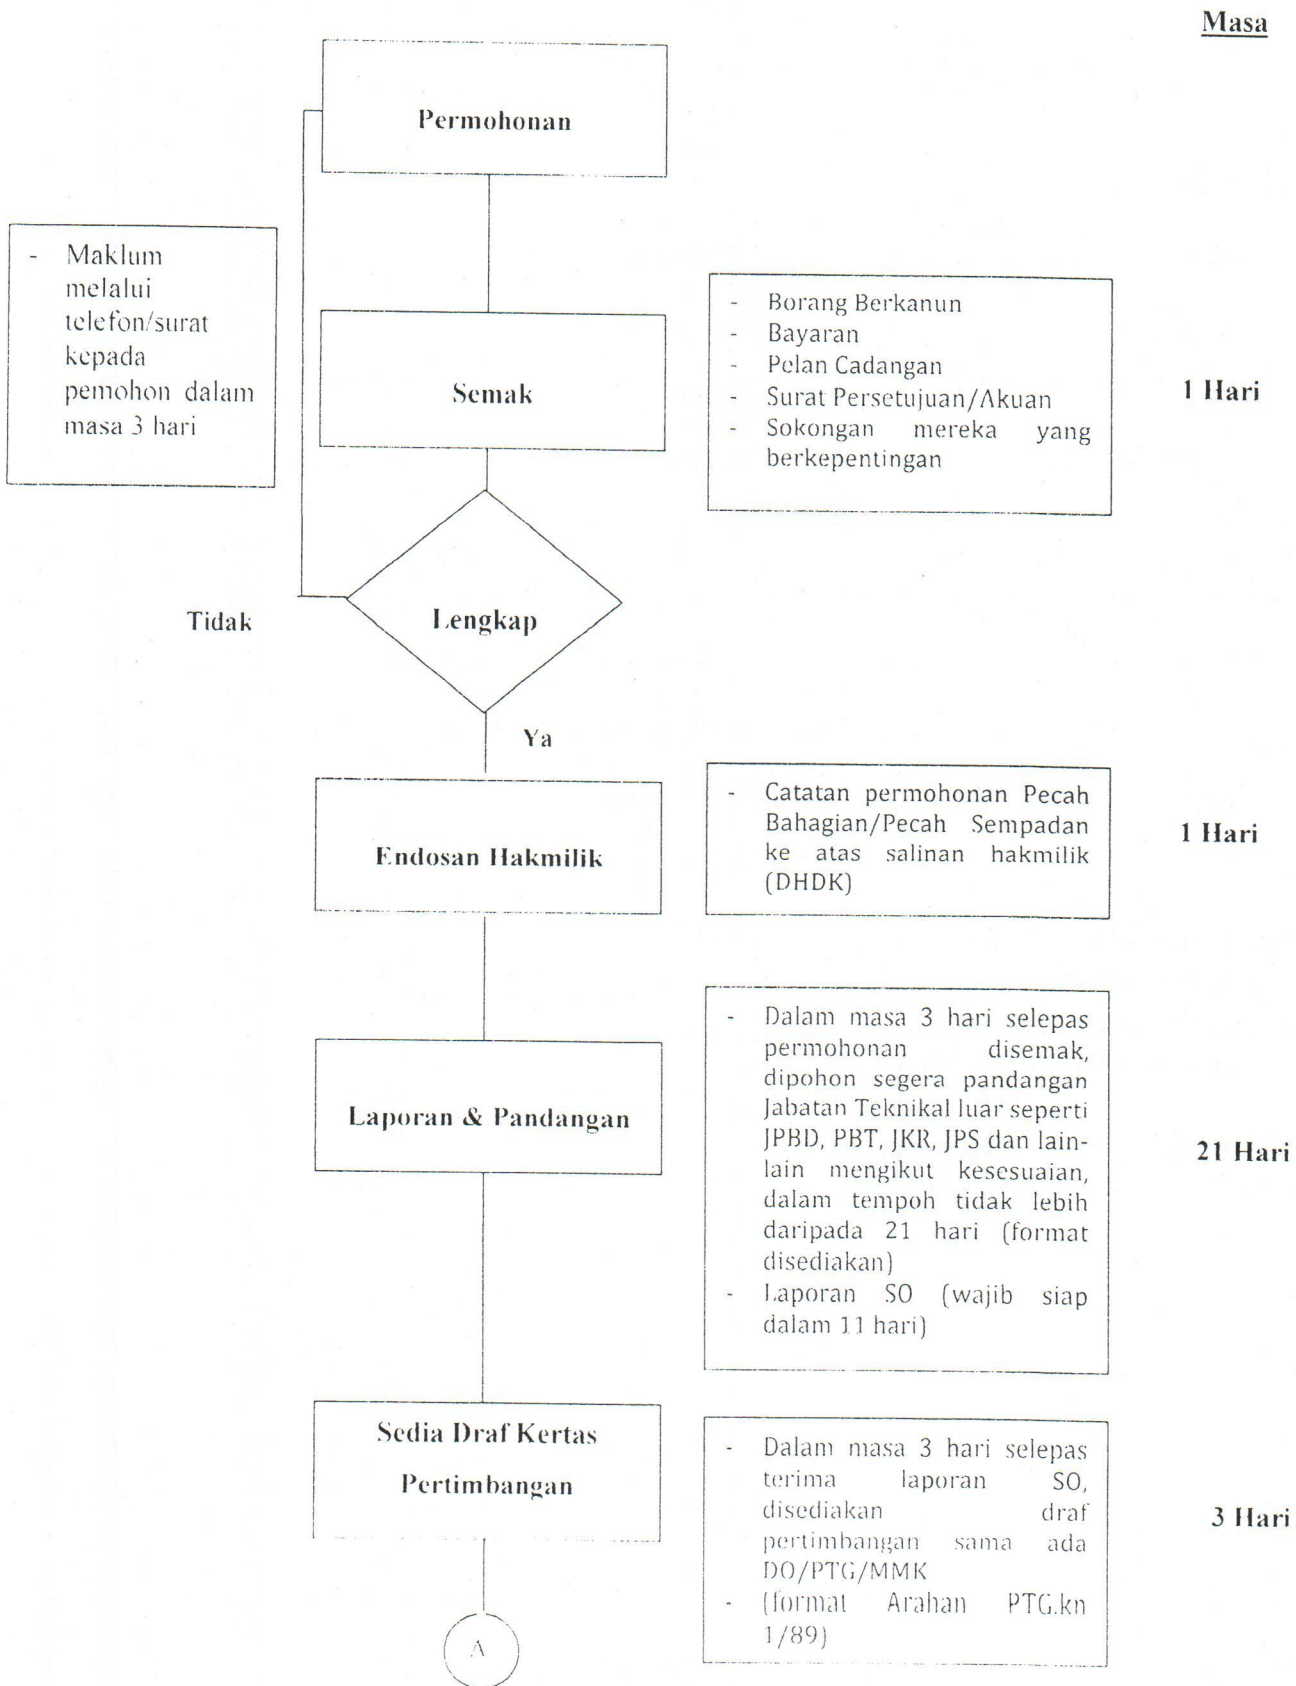 Masa
Permohonan
- Maklum
melalui
telefon/surat
kepada
pemohon dalam
masa 3 hari
Semak
- Borang Berkanun
- Bayaran
- Pelan Cadangan
- Surat Persetujuan/Akuan
- Sokongan mereka yang
berkepentingan
1 Hari
Tidak
Lengkap
Ya
Endosan Hakmilik
- Catatan permohonan Pecah
Bahagian/Pecah Sempadan
ke atas salinan hakmilik
(DHDK)
1 Hari
Laporan & Pandangan
- Dalam masa 3 hari selepas
permohonan disemak,
dipohon segera pandangan
Jabatan Teknikal luar seperti
JPBD, PBT, JKR, JPS dan lain-
lain mengikut kesesuaian,
dalam tempoh tidak lebih
daripada 21 hari (format
disediakan)
- Laporan SO (wajib siap
dalam 11 hari)
21 Hari
Sedia Draf Kertas
Pertimbangan
- Dalam masa 3 hari selepas
terima laporan SO,
disediakan draf
pertimbangan sama ada
DO/PTG/MMK
- (format Arahan PTG.kn
1/89)
3 Hari
A